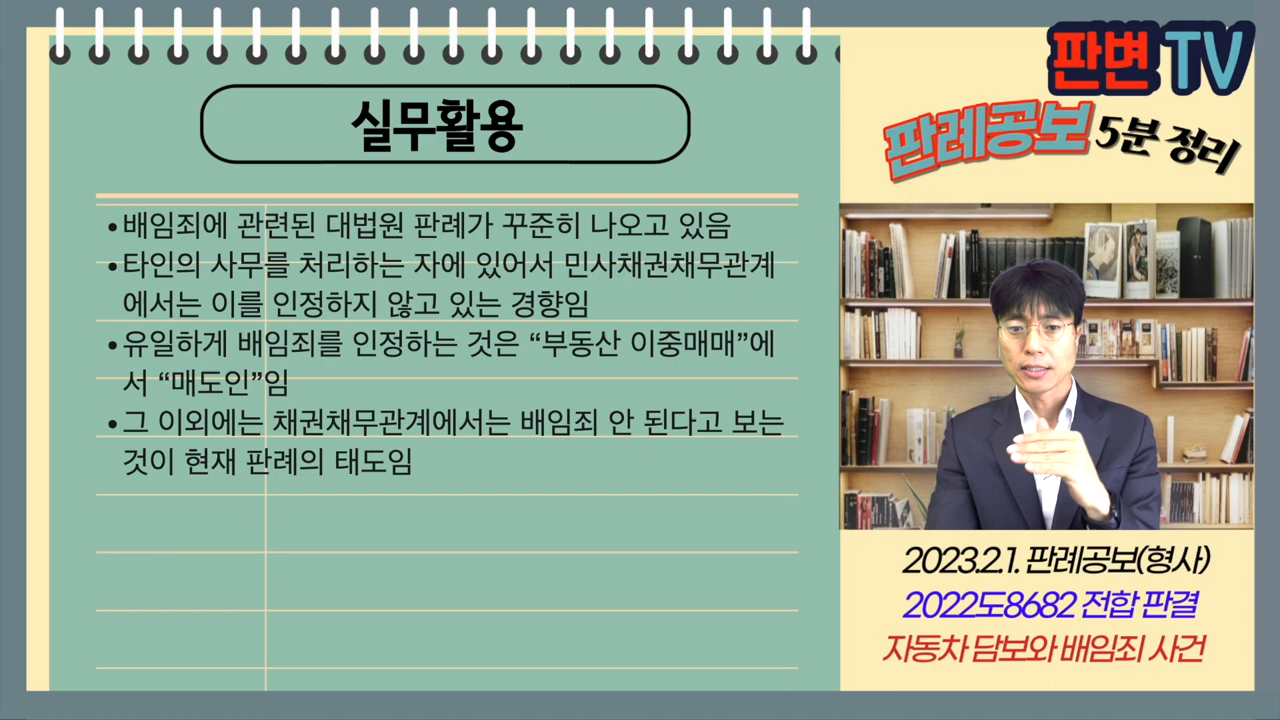 실무활용
•배임죄에 관련된 대법원 판례가 꾸준히 나오고 있음
•타인의 사무를 처리하는 자에 있어서 민사채권채무관계
에서는 이를 인정하지 않고 있는 경향임
•유일하게 배임죄를 인정하는 것은 “부동산 이중매매”에
서 “매도인”임
•그 이외에는 채권채무관계에서는 배임죄 안 된다고 보는
것이 현재 판례의 태도임
판변 TV
판례공보 5분 정리
2023.2.1. 판례공보(형사)
2022도8682 전합 판결
자동차 담보와 배임죄 사건